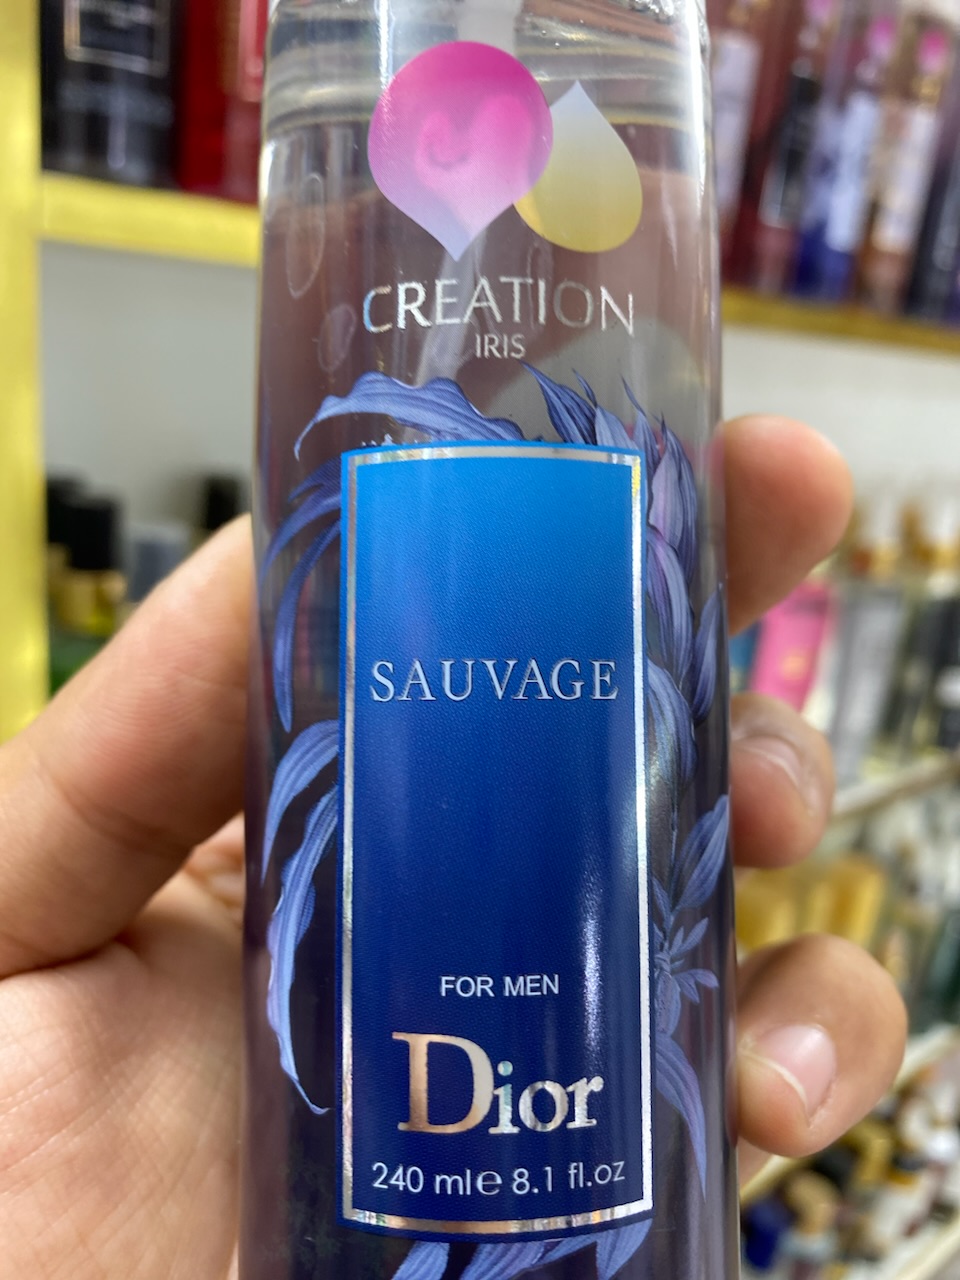 CREATION
IRIS
SAUVAGE
FOR MEN
Dior
240 ml e 8.1 fl.oz